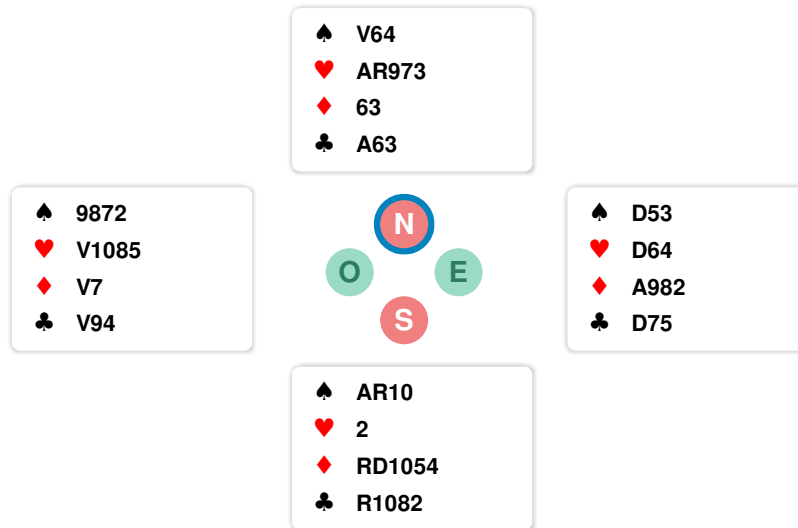 ♠ V64
♥ AR973
♦ 63
♣ A63
♠ 9872
♥ V1085
♦ V7
♣ V94
N
O E
S
♠ D53
♥ D64
♦ A982
♣ D75
♠ AR10
♥ 2
♦ RD1054
♣ R1082